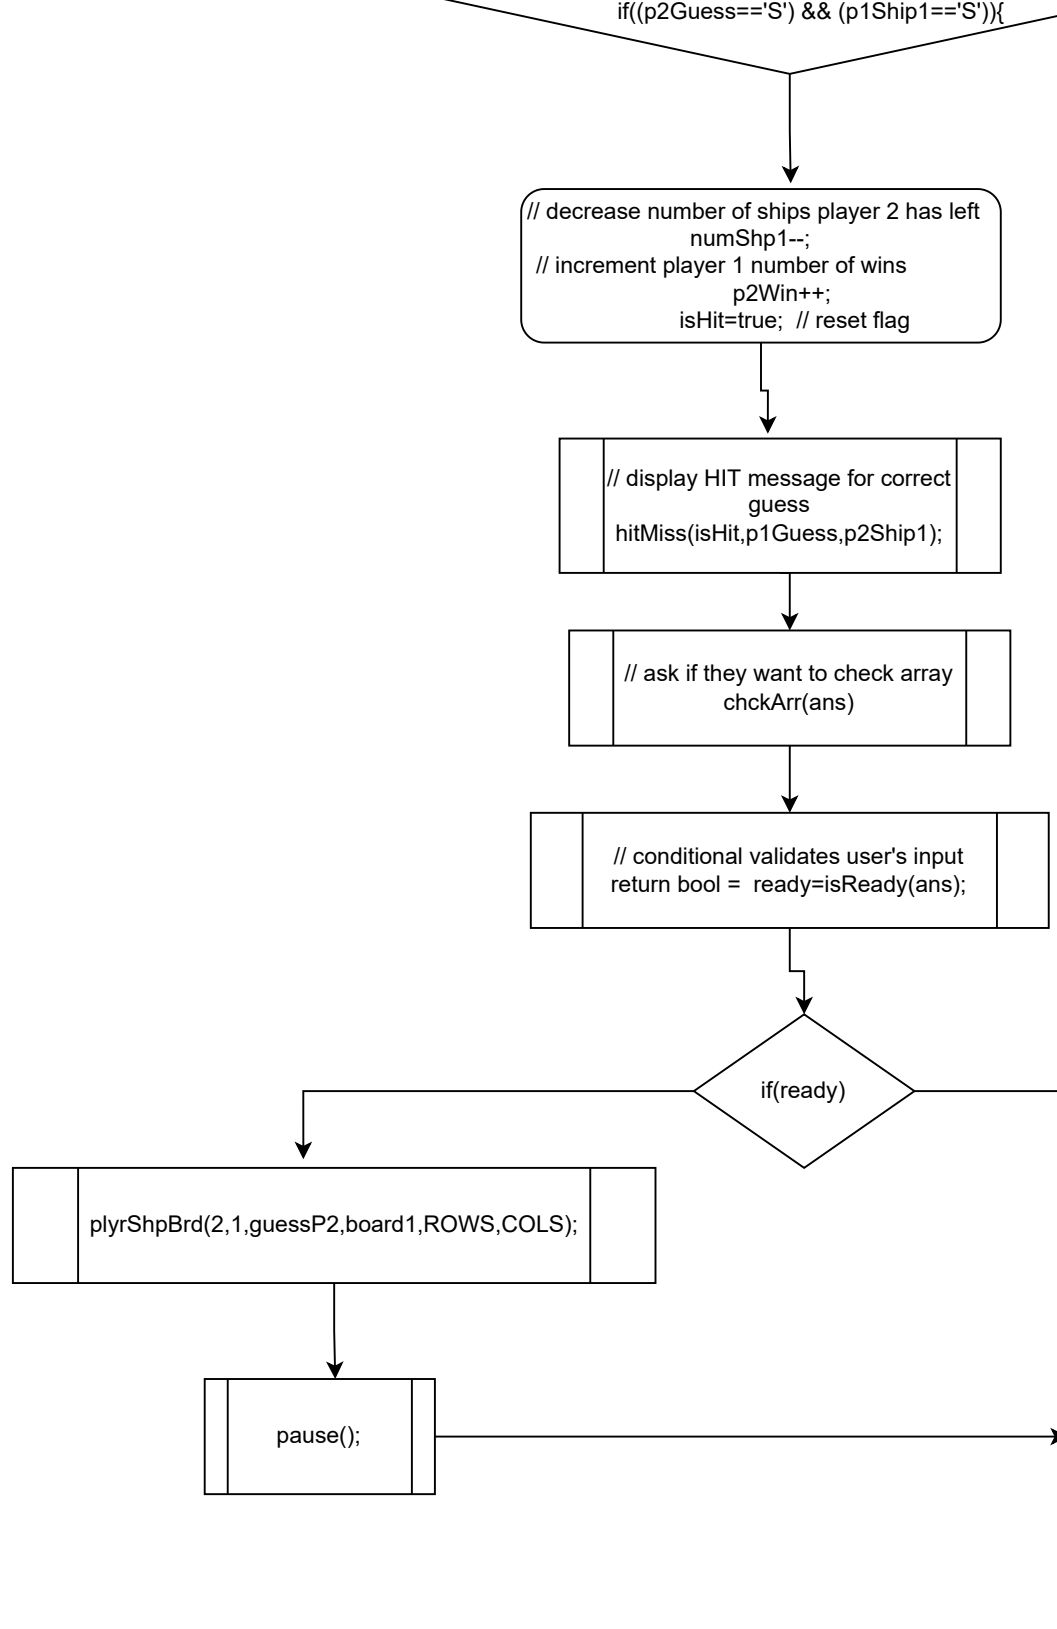 if((p2Guess=='S') && (p1Ship1=='S')){
// decrease number of ships player 2 has left
numShp1--;
// increment player 1 number of wins
p2Win++;
isHit=true;  // reset flag
// display HIT message for correct
guess
hitMiss(isHit,p1Guess,p2Ship1);
// ask if they want to check array
chckArr(ans)
// conditional validates user's input
return bool =  ready=isReady(ans);
if(ready)
plyrShpBrd(2,1,guessP2,board1,ROWS,COLS);
pause();